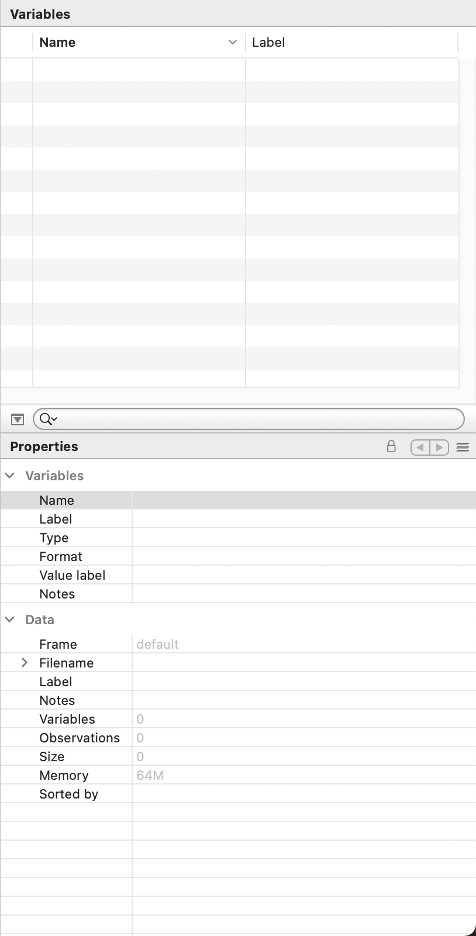 Variables
Name Label
Properties
Variables
Name
Label
Type
Format
Value label
Notes
Data
Frame default
Filename
Label
Notes
Variables 0
Observations 0
Size 0
Memory 64M
Sorted by